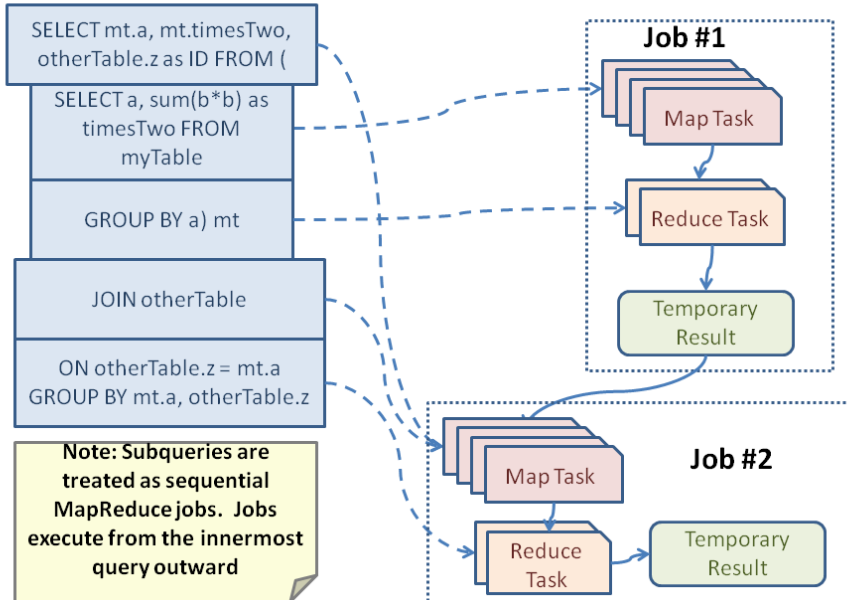 SELECT mt.a, mt.timesTwo,
otherTable.z as ID FROM (
SELECT a, sum(b*b) as
timesTwo FROM
myTable
GROUP BY a) mt
JOIN otherTable
ON otherTable.z = mt.a
GROUP BY mt.a, otherTable.z
Note: Subqueries are
treated as sequential
MapReduce jobs.  Jobs
execute from the innermost
query outward
Job #1
Map Task
Reduce Task
Temporary
Result
Job #2
Map Task
Reduce
Task
Temporary
Result